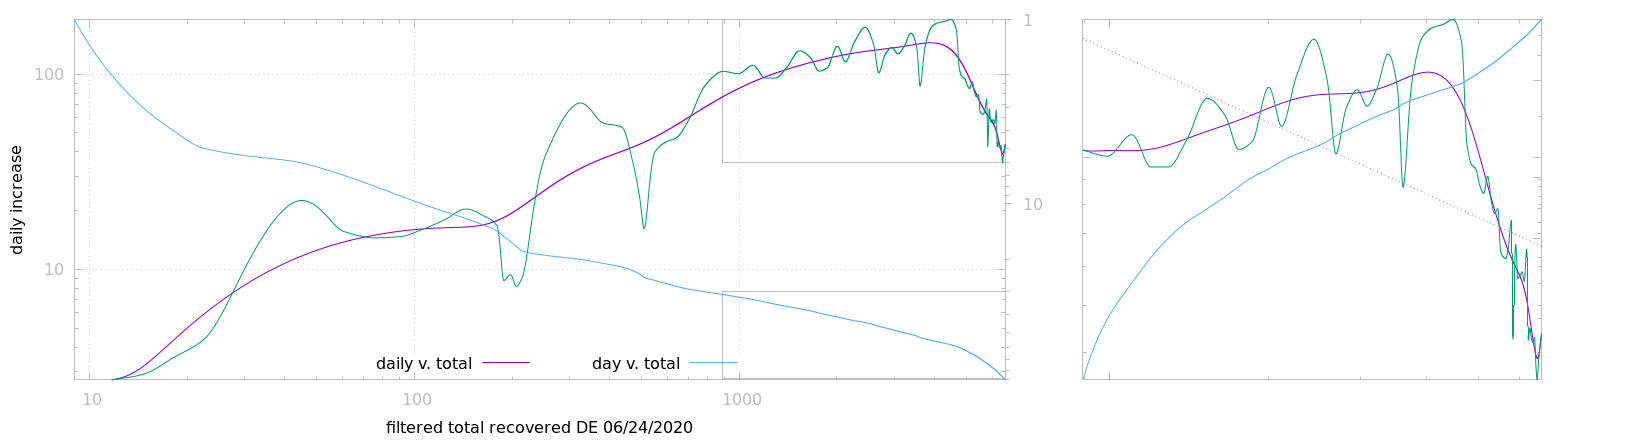 1
100
10
10
daily increase
daily v. total
day v. total
10
100
1000
filtered total recovered DE 06/24/2020